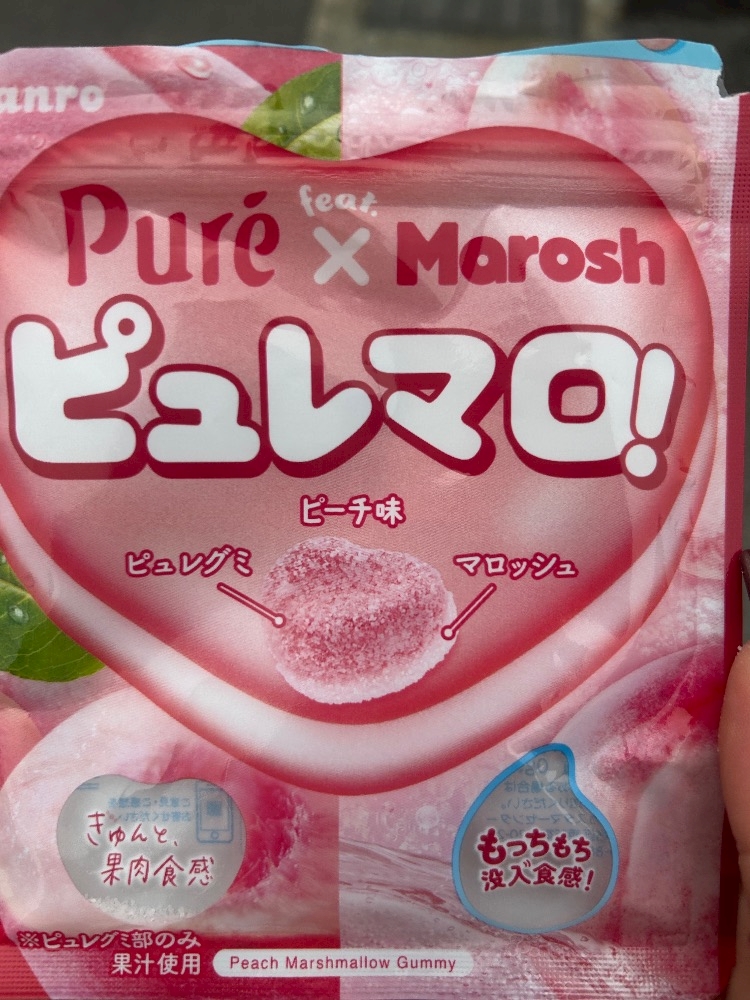 anro
Puré feat. × Marosh
ピュレマロ!
ピーチ味
ピュレグミ
マロッシュ
ぎゅんと、
果肉食感
もっちもち
没入食感!
※ピュレグミ部のみ
果汁使用
Peach Marshmallow Gummy